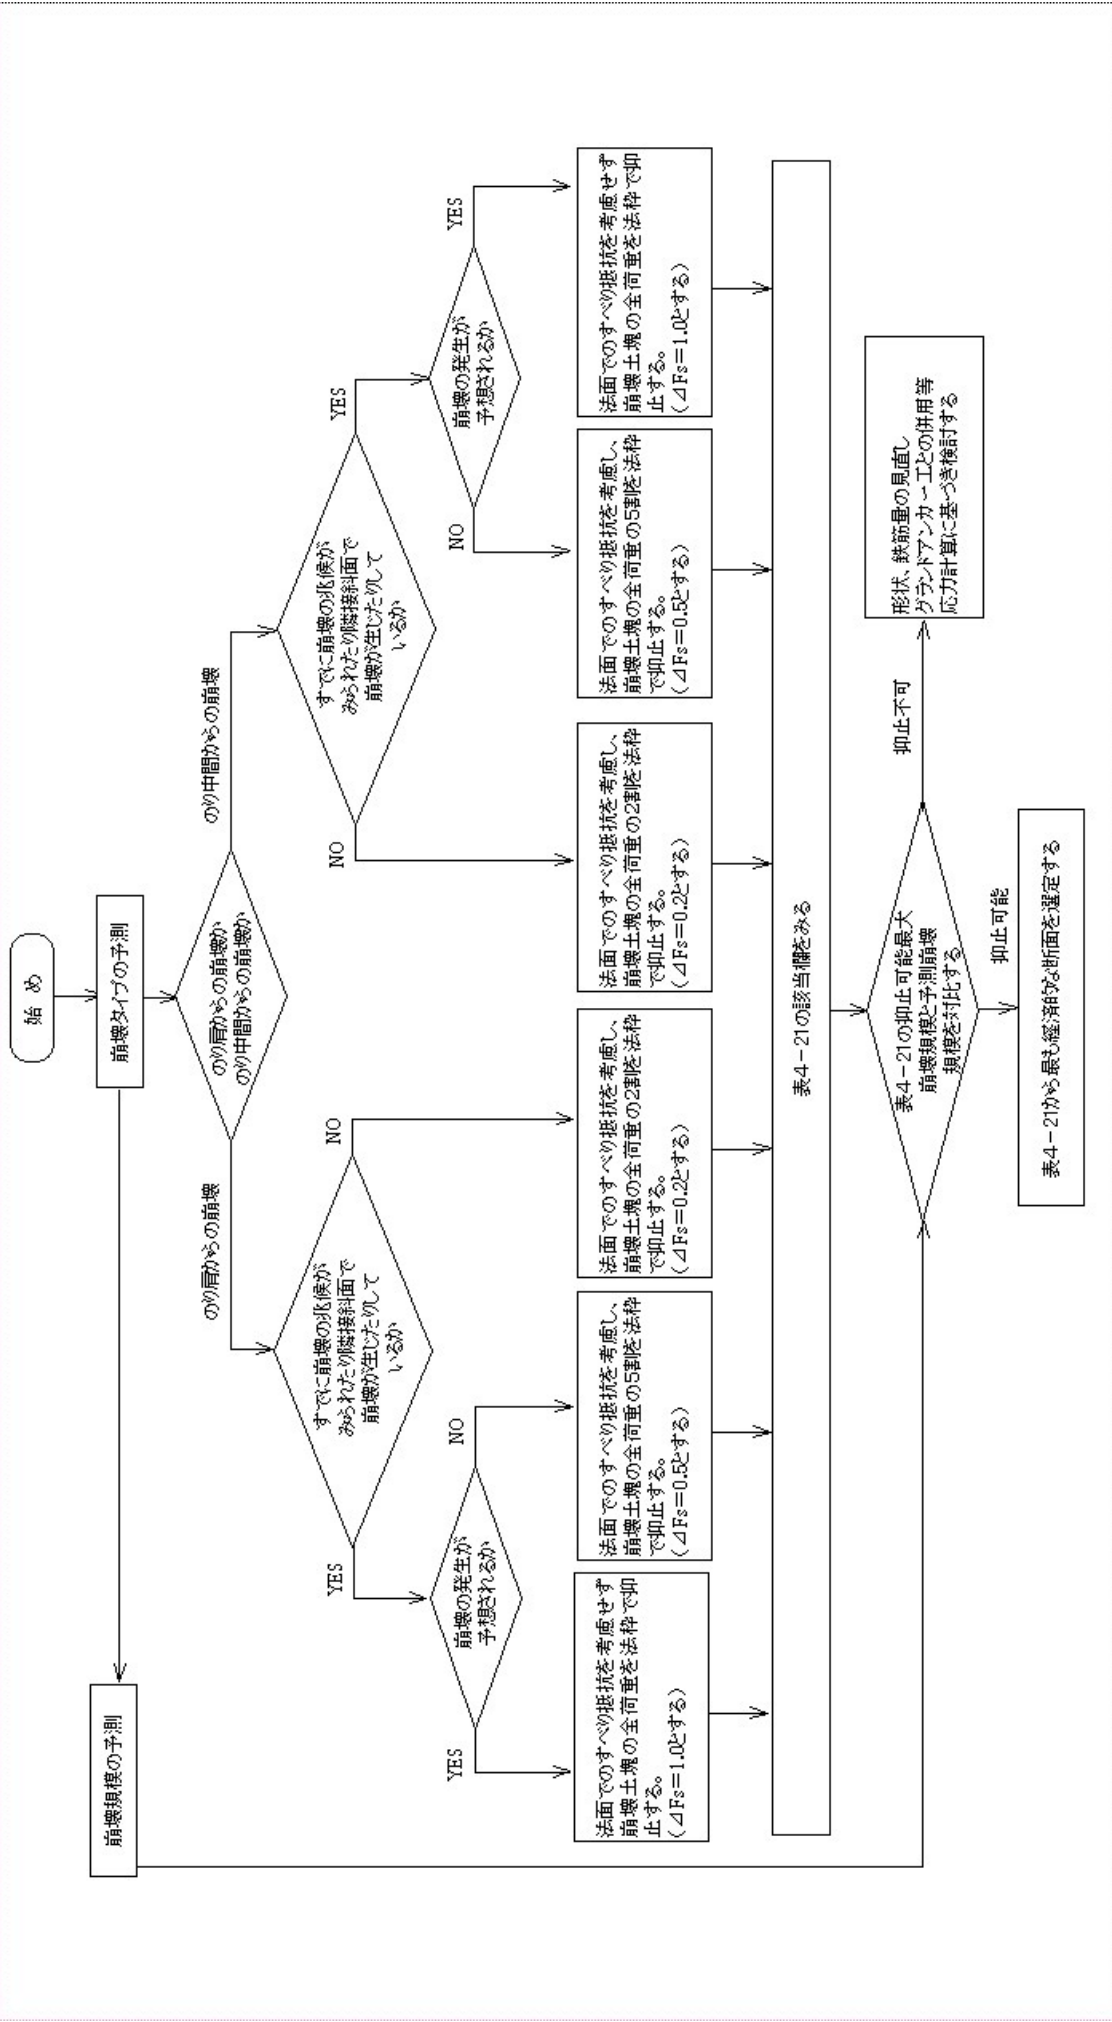 始 め
崩壊タイプの予測
崩壊規模の予測
のり肩からの崩壊か
のり中間からの崩壊か
のり肩からの崩壊
のり中間からの崩壊
すでに崩壊の兆候が
みられたり隣接斜面で
崩壊が生じたりして
いるか
YES
NO
すでに崩壊の兆候が
みられたり隣接斜面で
崩壊が生じたりして
いるか
NO
YES
崩壊の発生が
予想されるか
YES
NO
崩壊の発生が
予想されるか
NO
YES
法面でのすべり抵抗を考慮せず
崩壊土塊の全荷重を法枠で抑
止する。
(⊿Fs=1.0とする)
法面でのすべり抵抗を考慮し、
崩壊土塊の全荷重の5割を法枠
で抑止する。
(⊿Fs=0.5とする)
法面でのすべり抵抗を考慮し、
崩壊土塊の全荷重の2割を法枠
で抑止する。
(⊿Fs=0.2とする)
法面でのすべり抵抗を考慮し、
崩壊土塊の全荷重の2割を法枠
で抑止する。
(⊿Fs=0.2とする)
法面でのすべり抵抗を考慮し、
崩壊土塊の全荷重の5割を法枠
で抑止する。
(⊿Fs=0.5とする)
法面でのすべり抵抗を考慮せず
崩壊土塊の全荷重を法枠で抑
止する。
(⊿Fs=1.0とする)
表4-21の該当欄をみる
表4-21の抑止可能最大
崩壊規模と予測崩壊
規模を対比する
抑止不可
形状、鉄筋量の見直し
グランドアンカー工との併用等
応力計算に基づき検討する
抑止可能
表4-21から最も経済的な断面を選定する